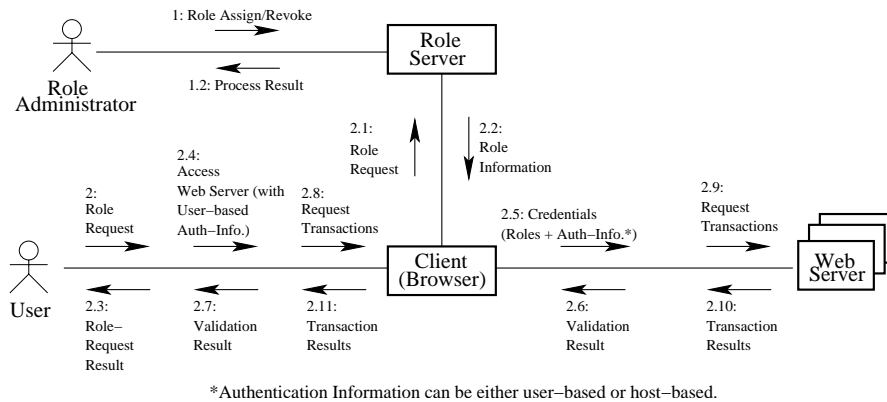 1: Role Assign/Revoke
Role
Server
1.2: Process Result
Role
Administrator
2.1:
Role
Request
2.2:
Role
Information
2:
Role
Request
2.4:
Access
Web Server (with
User−based
Auth−Info.)
2.8:
Request
Transactions
2.5: Credentials
(Roles + Auth−Info.*)
2.9:
Request
Transactions
User
Client
(Browser)
Web
Server
2.3:
Role−
Request
Result
2.7:
Validation
Result
2.11:
Transaction
Results
2.6:
Validation
Result
2.10:
Transaction
Results
*Authentication Information can be either user−based or host−based.